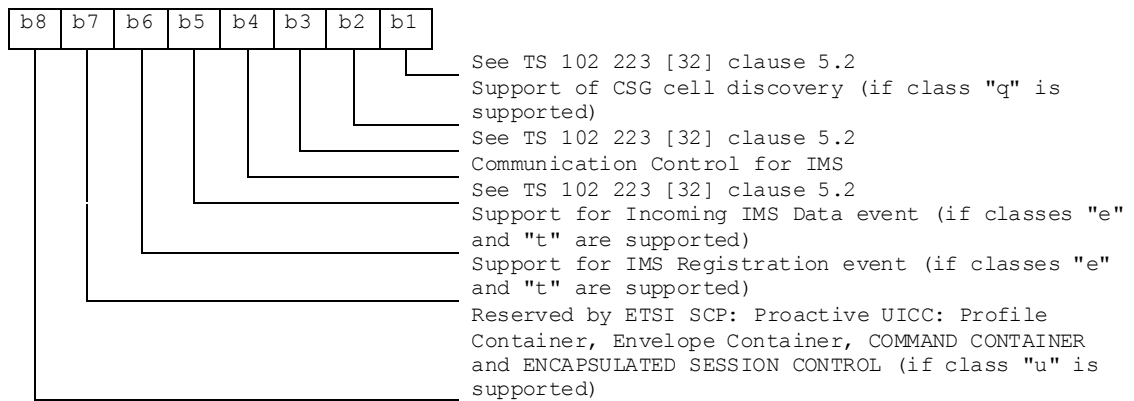 b8 b7 b6 b5 b4 b3 b2 b1
See TS 102 223 [32] clause 5.2
Support of CSG cell discovery (if class "q" is
supported)
See TS 102 223 [32] clause 5.2
Communication Control for IMS
See TS 102 223 [32] clause 5.2
Support for Incoming IMS Data event (if classes "e"
and "t" are supported)
Support for IMS Registration event (if classes "e"
and "t" are supported)
Reserved by ETSI SCP: Proactive UICC: Profile
Container, Envelope Container, COMMAND CONTAINER
and ENCAPSULATED SESSION CONTROL (if class "u" is
supported)